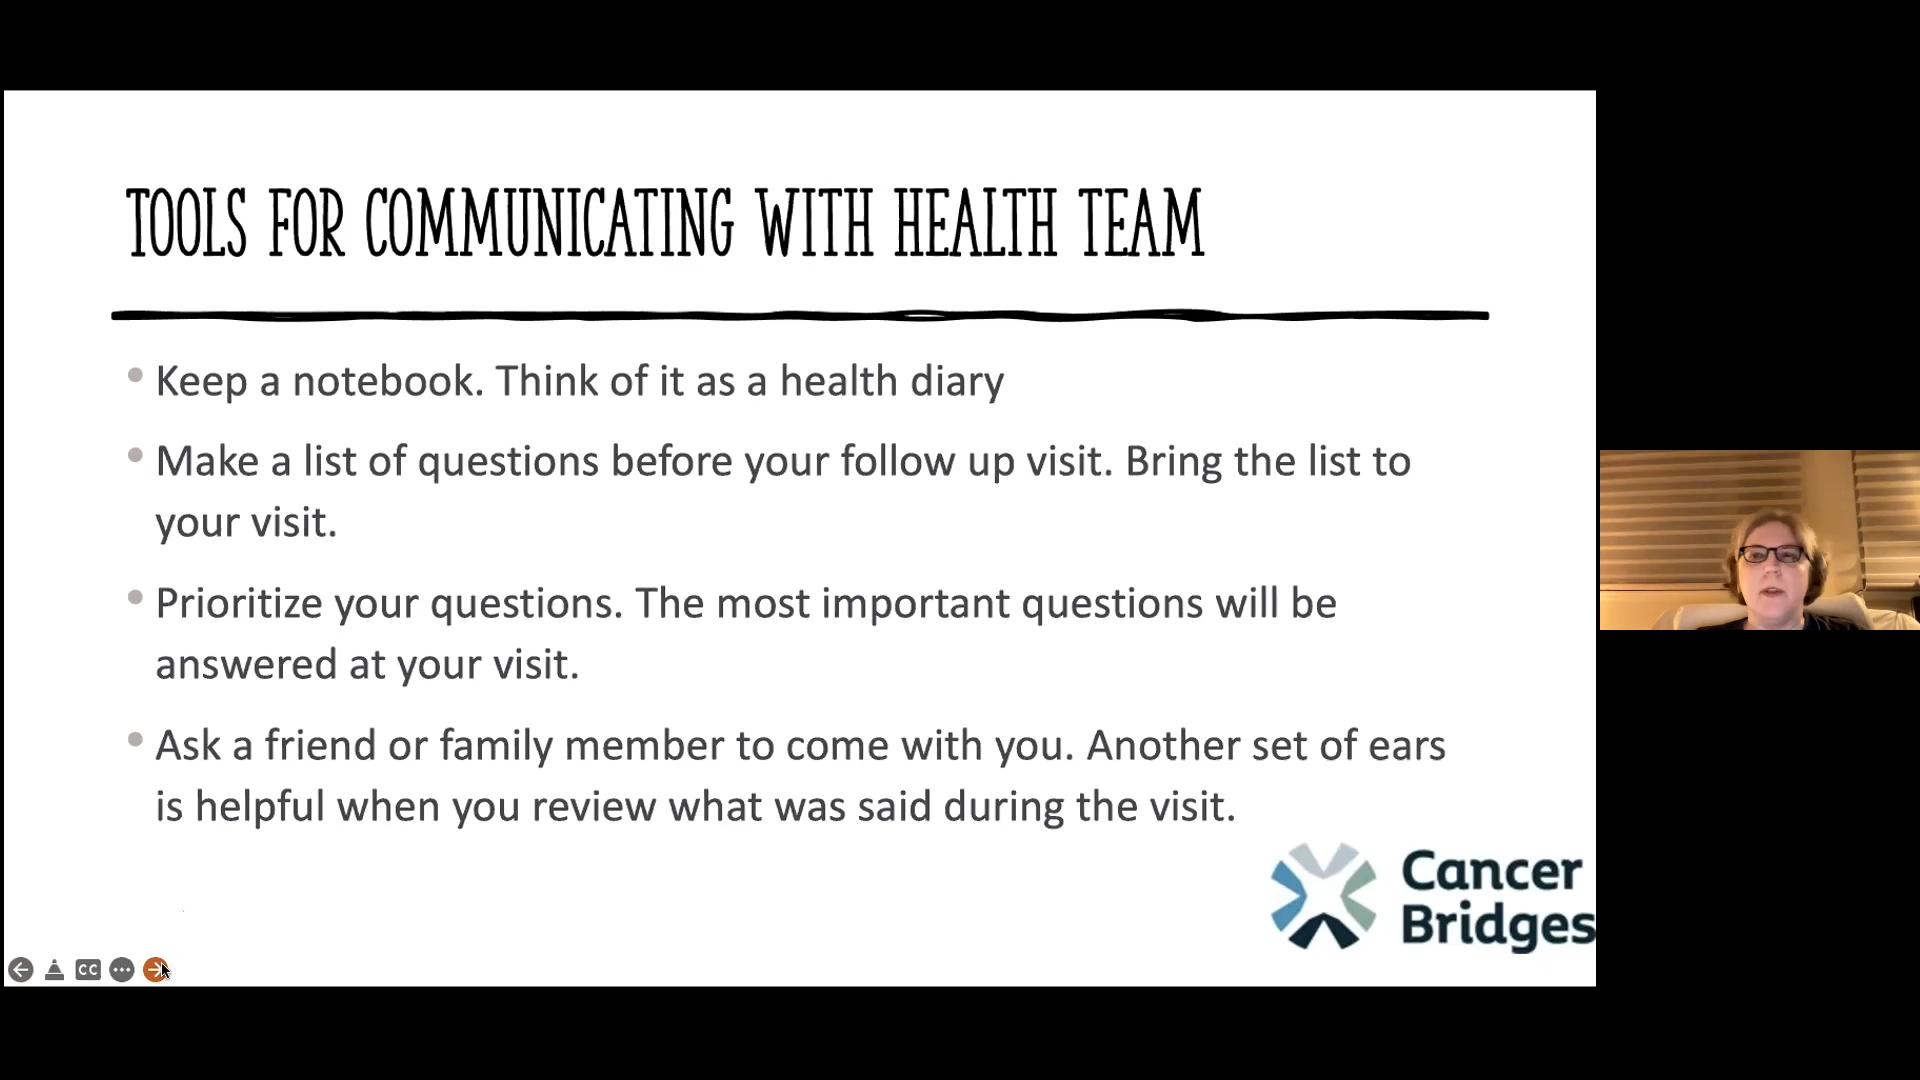 TOOLS FOR COMMUNICATING WITH HEALTH TEAM
Keep a notebook. Think of it as a health diary
Make a list of questions before your follow up visit. Bring the list to
your visit.
Prioritize your questions. The most important questions will be
answered at your visit.
Ask a friend or family member to come with you. Another set of ears
is helpful when you review what was said during the visit.
Cancer
Bridges
CC